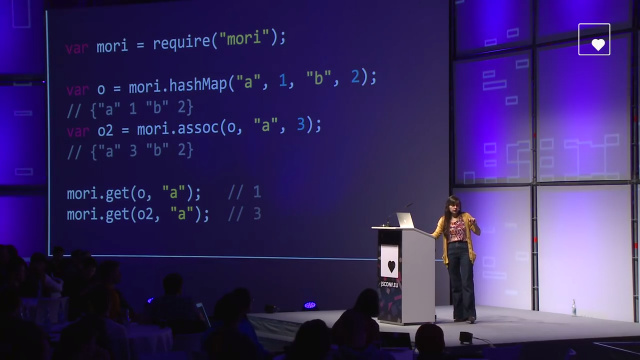 var mori = require("mori");
var o = mori.hashMap("a", 1, "b", 2);
// {"a" 1 "b" 2}
var o2 = mori.assoc(o, "a", 3);
// {"a" 3 "b" 2}
mori.get(o, "a");   // 1
mori.get(o2, "a");  // 3
JSCONF.EU